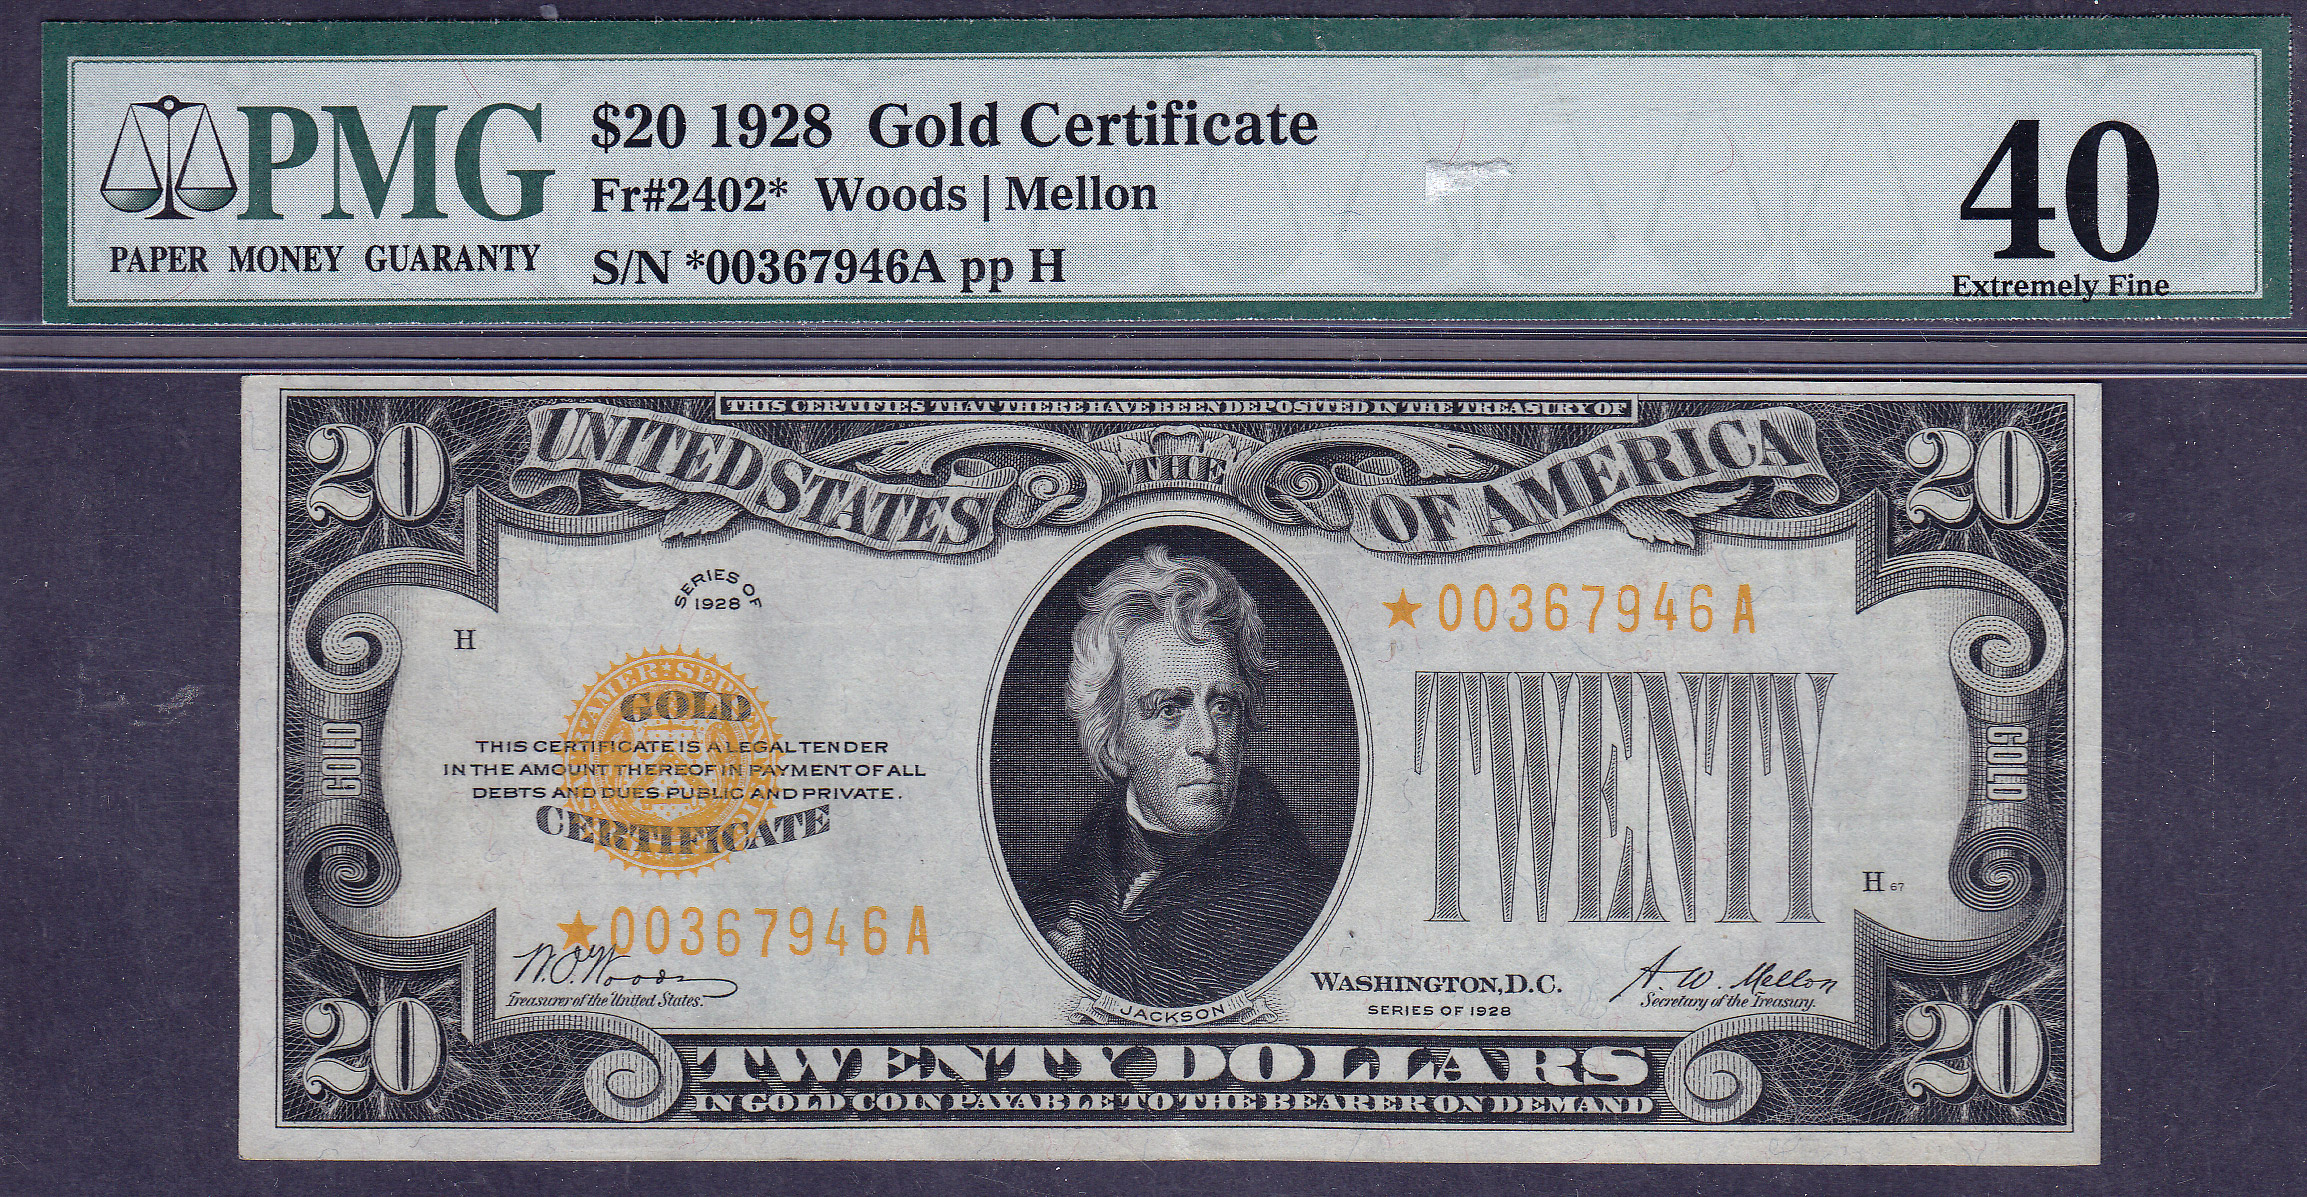 PMG
PAPER MONEY GUARANTY
$20 1928 Gold Certificate
Fr#2402* Woods | Mellon
S/N *00367946A pp H
40
Extremely Fine
THIS CERTIFIES THAT THERE HAVE BEEN DEPOSITED IN THE TREASURY OF
20 UNITED STATES THE OF AMERICA 20
SERIES OF
1928
★00367946A
H
GOLD
TWENTY
THIS CERTIFICATE IS A LEGAL TENDER
IN THE AMOUNT THEREOF IN PAYMENT OF ALL
DEBTS AND DUES PUBLIC AND PRIVATE.
CERTIFICATE
GOLD
GOLD
H 67
★00367946A
W.O. Woods
Treasurer of the United States.
WASHINGTON, D.C.
SERIES OF 1928
A. W. Mellon
Secretary of the Treasury.
JACKSON
20 TWENTY DOLLARS 20
IN GOLD COIN PAYABLE TO THE BEARER ON DEMAND